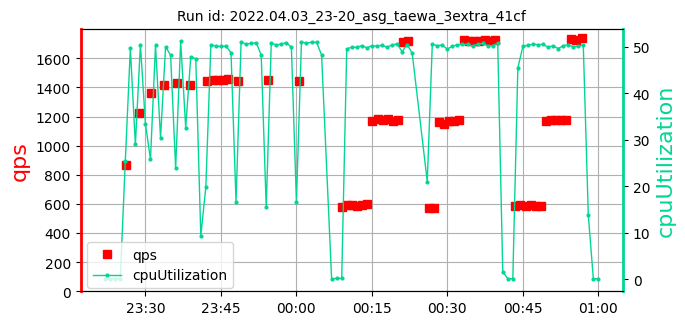 Run id: 2022.04.03_23-20_asg_taewa_3extra_41cf
1600
1400
1200
1000
800
600
400
200
0
qps
50
40
30
20
10
0
cpuUtilization
qps
cpuUtilization
23:30 23:45 00:00 00:15 00:30 00:45 01:00